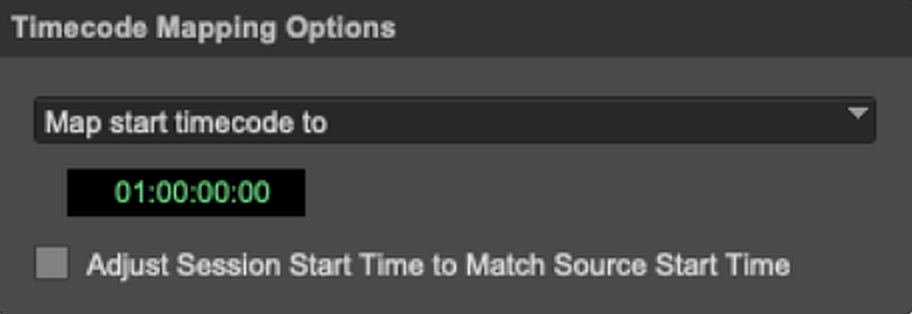 Timecode Mapping Options
Map start timecode to
01:00:00:00
Adjust Session Start Time to Match Source Start Time